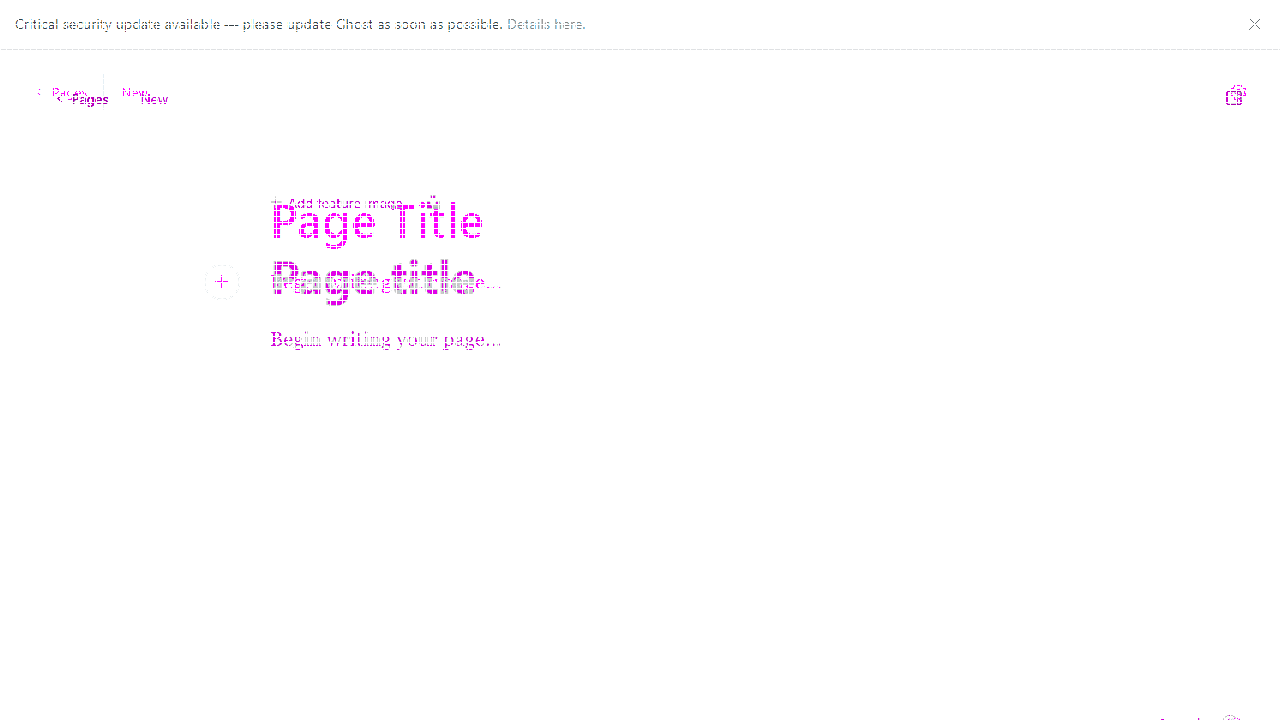 Critical security update available — please update Ghost as soon as possible. Details here.
Pages New
Pages New
+ Add feature image
Page Title
Page title
Begin writing your page...
Begin writing your page...